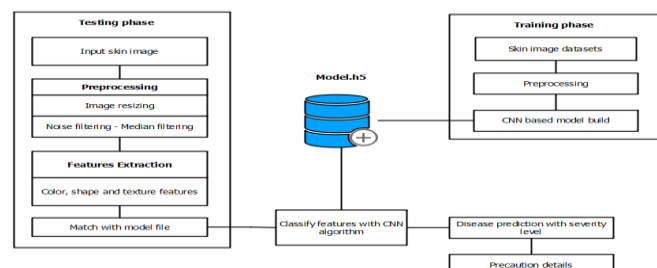 Testing phase
Input skin image
Preprocessing
Image resizing
Noise filtering - Median filtering
Features Extraction
Color, shape and texture features
Match with model file
Model.h5
Classify features with CNN
algorithm
Training phase
Skin image datasets
Preprocessing
CNN based model build
Disease prediction with severity
level
Precaution details